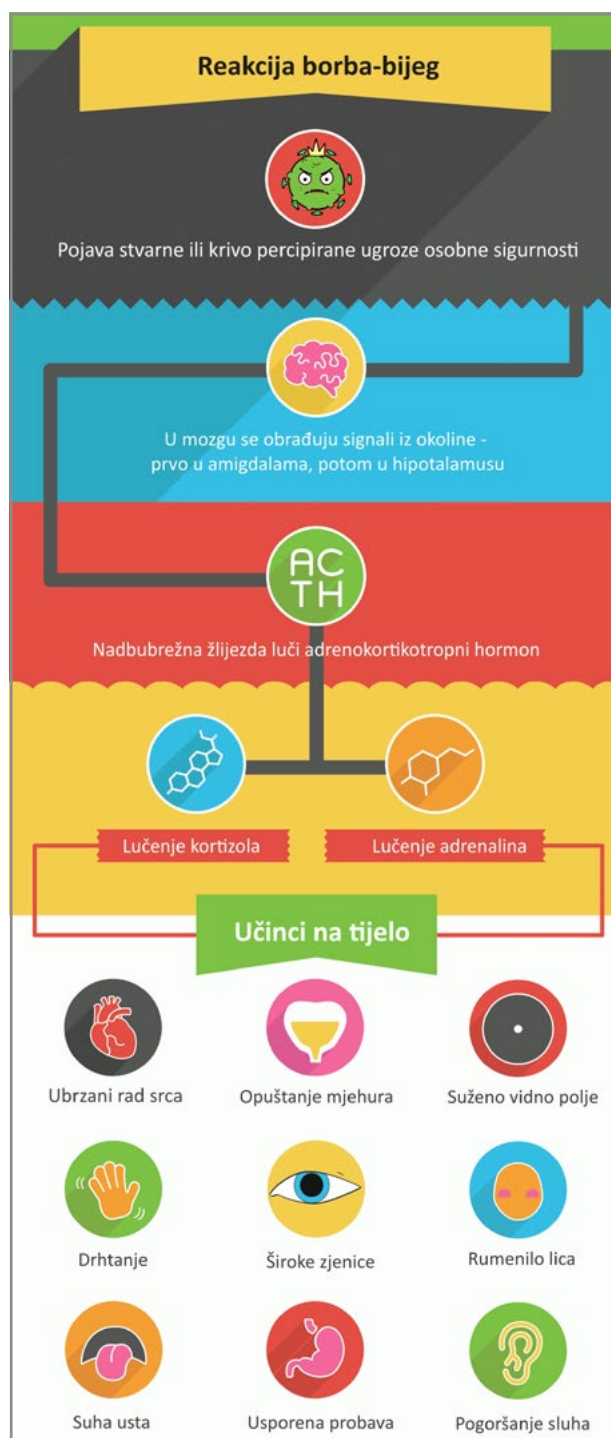 Reakcija borba-bijeg
Pojava stvarne ili krivo percipirane ugroze osobne sigurnosti
U mozgu se obrađuju signali iz okoline -
prvo u amigdalama, potom u hipotalamusu
AC
TH
Nadbubrežna žlijezda luči adrenokortikotropni hormon
Lučenje kortizola
Lučenje adrenalina
Učinci na tijelo
Ubrzani rad srca
Opuštanje mjehura
Suženo vidno polje
Drhtanje
Široke zjenice
Rumenilo lica
Suha usta
Usporena probava
Pogoršanje sluha